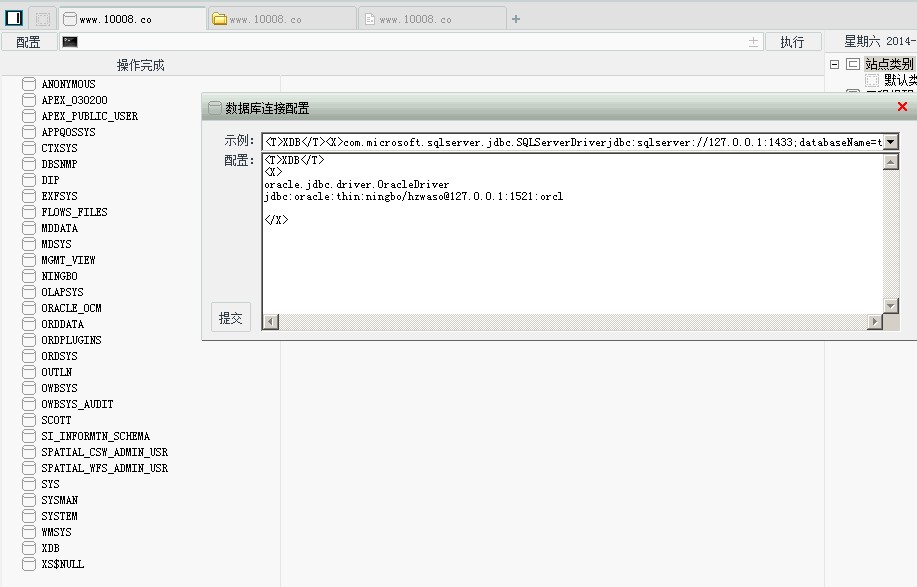 www.10008.co
www.10008.co
www.10008.co
配置
执行
星期六 2014-
操作完成
站点类别
默认类
ANONYMOUS
APEX_030200
APEX_PUBLIC_USER
APPQOSSYS
CTXSYS
DBSNMP
DIP
EXFSYS
FLOWS_FILES
MDDATA
MDSYS
MGMT_VIEW
NINGBO
OLAPSYS
ORACLE_OCM
ORDDATA
ORDPLUGINS
ORDSYS
OUTLN
OWBSYS
OWBSYS_AUDIT
SCOTT
SI_INFORMTN_SCHEMA
SPATIAL_CSW_ADMIN_USR
SPATIAL_WFS_ADMIN_USR
SYS
SYSMAN
SYSTEM
WMSYS
XDB
XS$NULL
数据库连接配置
示例: <T>XDB</T><X>com.microsoft.sqlserver.jdbc.SQLServerDriverjdbc:sqlserver://127.0.0.1:1433;databaseName=t
配置: <T>XDB</T>
<X>
oracle.jdbc.driver.OracleDriver
jdbc:oracle:thin:ningbo/hzwaso@127.0.0.1:1521:orcl
</X>
提交